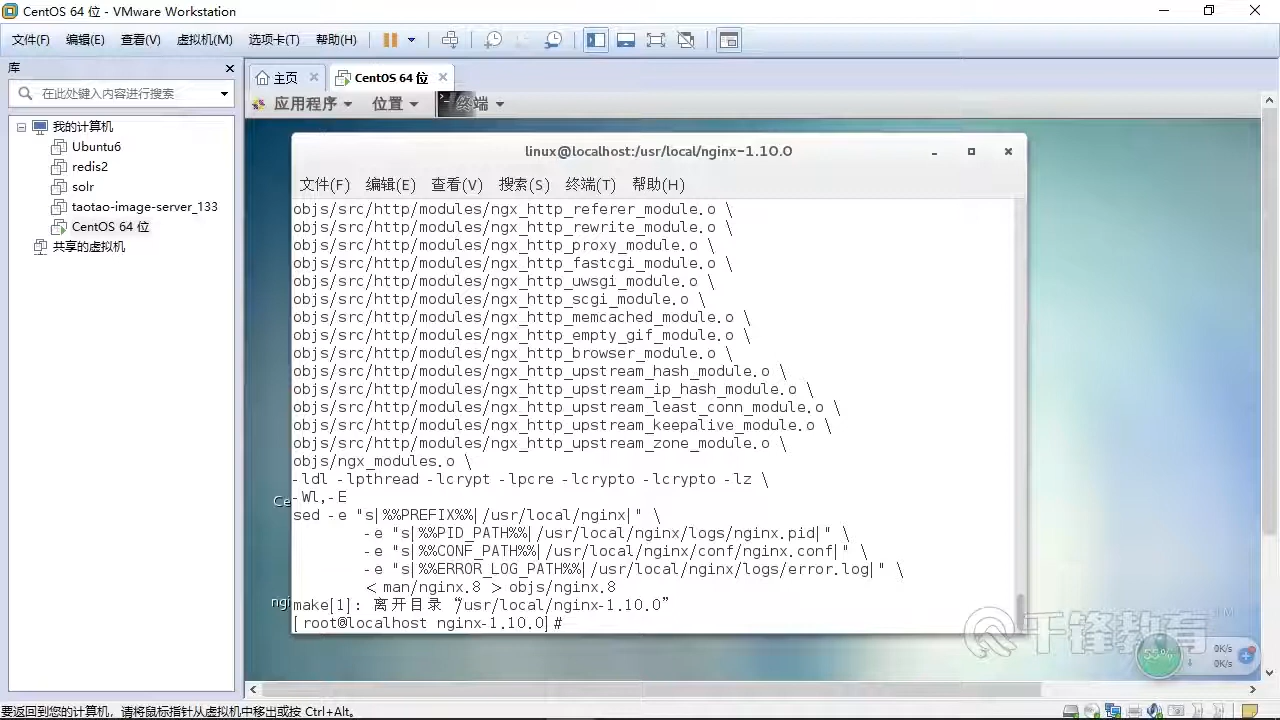 CentOS 64 位 - VMware Workstation
文件(F) 编辑(E) 查看(V) 虚拟机(M) 选项卡(T) 帮助(H)
库
在此处键入内容进行搜索
主页
CentOS 64 位
应用程序 位置 终端
我的计算机
Ubuntu6
redis2
solr
taotao-image-server_133
CentOS 64 位
共享的虚拟机
linux@localhost:/usr/local/nginx-1.10.0
文件(F) 编辑(E) 查看(V) 搜索(S) 终端(T) 帮助(H)
objs/src/http/modules/ngx_http_referer_module.o \
objs/src/http/modules/ngx_http_rewrite_module.o \
objs/src/http/modules/ngx_http_proxy_module.o \
objs/src/http/modules/ngx_http_fastcgi_module.o \
objs/src/http/modules/ngx_http_uwsgi_module.o \
objs/src/http/modules/ngx_http_scgi_module.o \
objs/src/http/modules/ngx_http_memcached_module.o \
objs/src/http/modules/ngx_http_empty_gif_module.o \
objs/src/http/modules/ngx_http_browser_module.o \
objs/src/http/modules/ngx_http_upstream_hash_module.o \
objs/src/http/modules/ngx_http_upstream_ip_hash_module.o \
objs/src/http/modules/ngx_http_upstream_least_conn_module.o \
objs/src/http/modules/ngx_http_upstream_keepalive_module.o \
objs/src/http/modules/ngx_http_upstream_zone_module.o \
objs/ngx_modules.o \
-ldl -lpthread -lcrypt -lpcre -lcrypto -lcrypto -lz \
-Wl,-E
sed -e "s|%%PREFIX%%|/usr/local/nginx|" \
-e "s|%%PID_PATH%%|/usr/local/nginx/logs/nginx.pid|" \
-e "s|%%CONF_PATH%%|/usr/local/nginx/conf/nginx.conf|" \
-e "s|%%ERROR_LOG_PATH%%|/usr/local/nginx/logs/error.log|" \
< man/nginx.8 > objs/nginx.8
make[1]: 离开目录“/usr/local/nginx-1.10.0”
[root@localhost nginx-1.10.0]#
Ce
ngi
千锋教育 TM
55%
0K/s
0K/s
要返回到您的计算机，请将鼠标指针从虚拟机中移出或按 Ctrl+Alt。